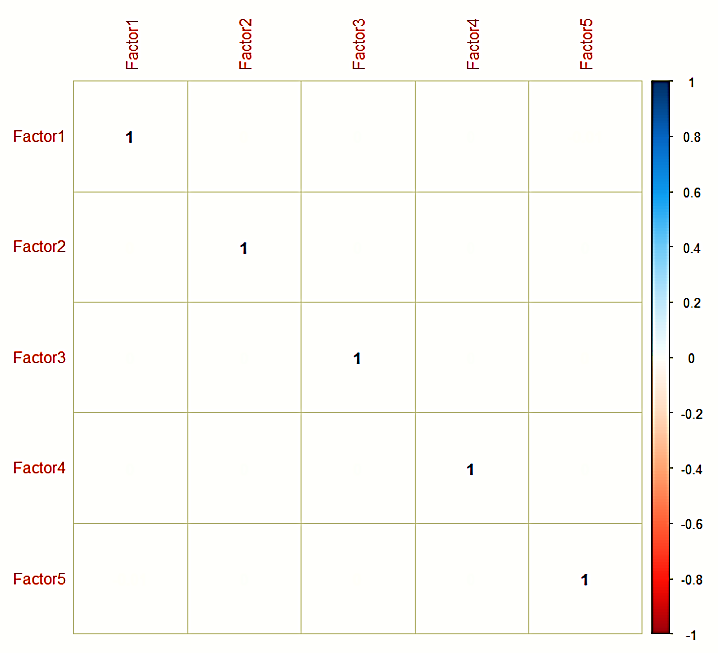 Factor1 Factor2 Factor3 Factor4 Factor5
Factor1 1
Factor2 1
Factor3 1
Factor4 1
Factor5 1
1
0.8
0.6
0.4
0.2
0
-0.2
-0.4
-0.6
-0.8
-1